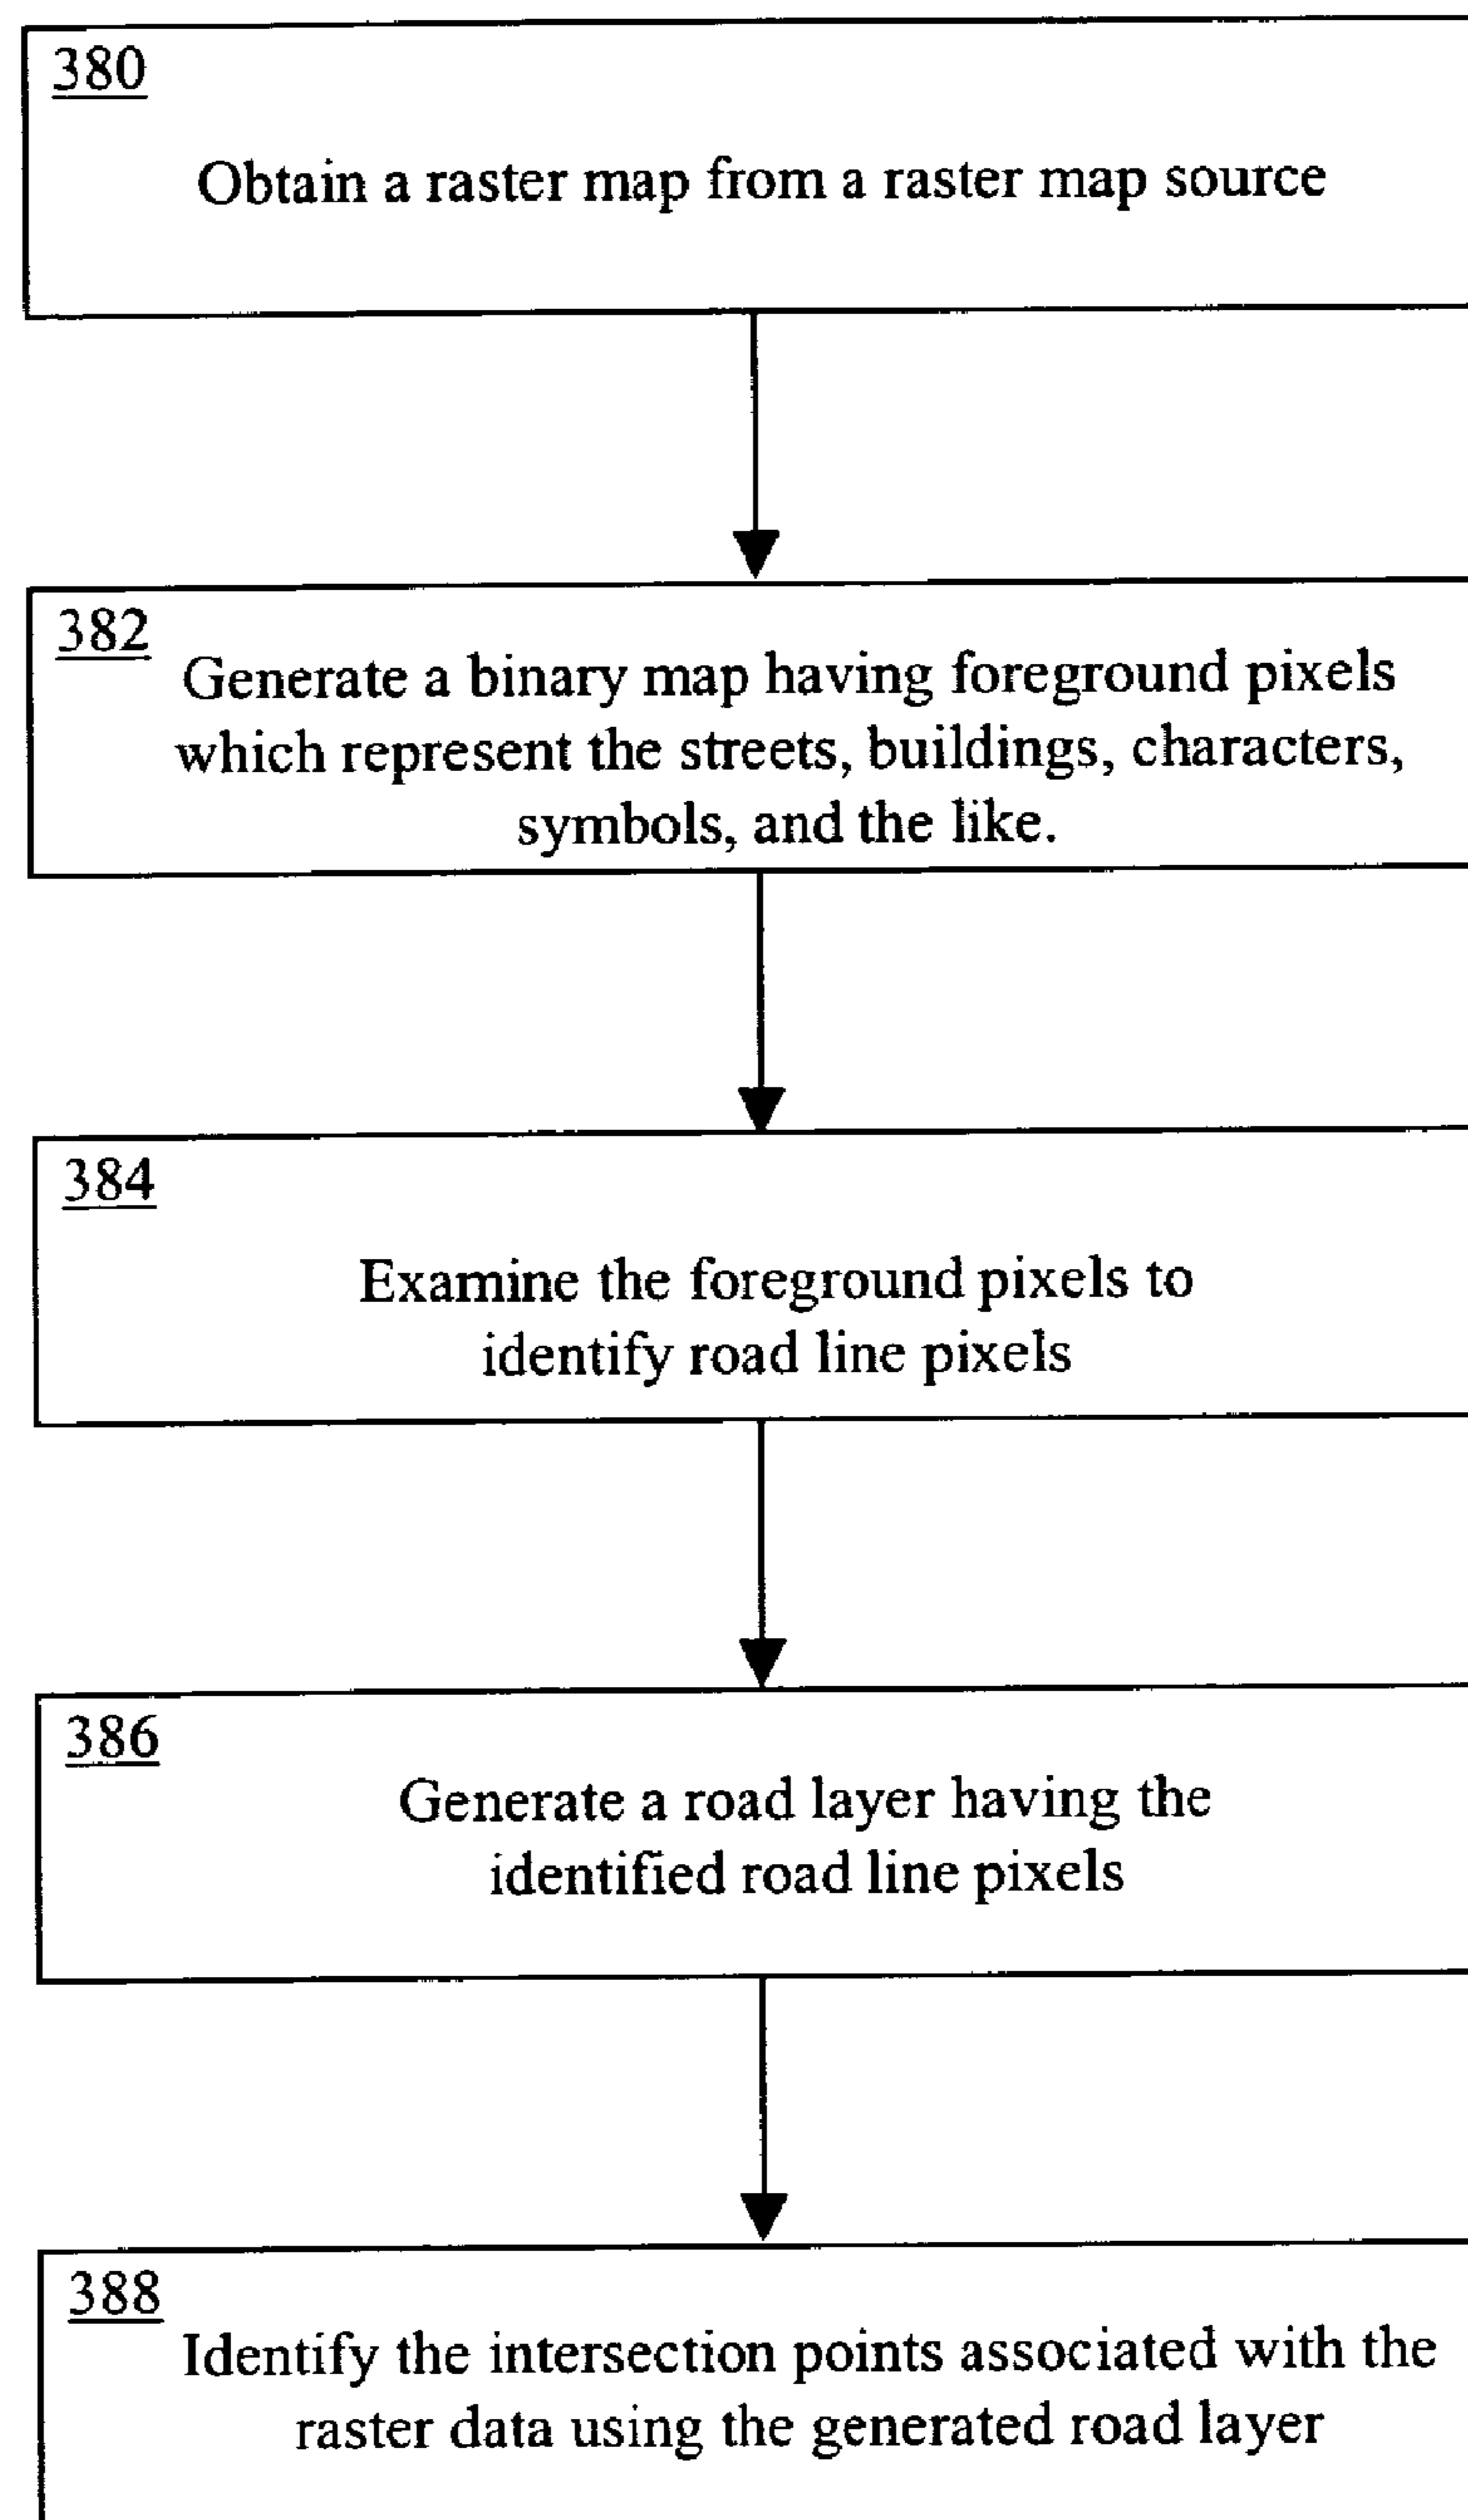 380
Obtain a raster map from a raster map source
382
Generate a binary map having foreground pixels
which represent the streets, buildings, characters,
symbols, and the like.
384
Examine the foreground pixels to
identify road line pixels
386
Generate a road layer having the
identified road line pixels
388
Identify the intersection points associated with the
raster data using the generated road layer